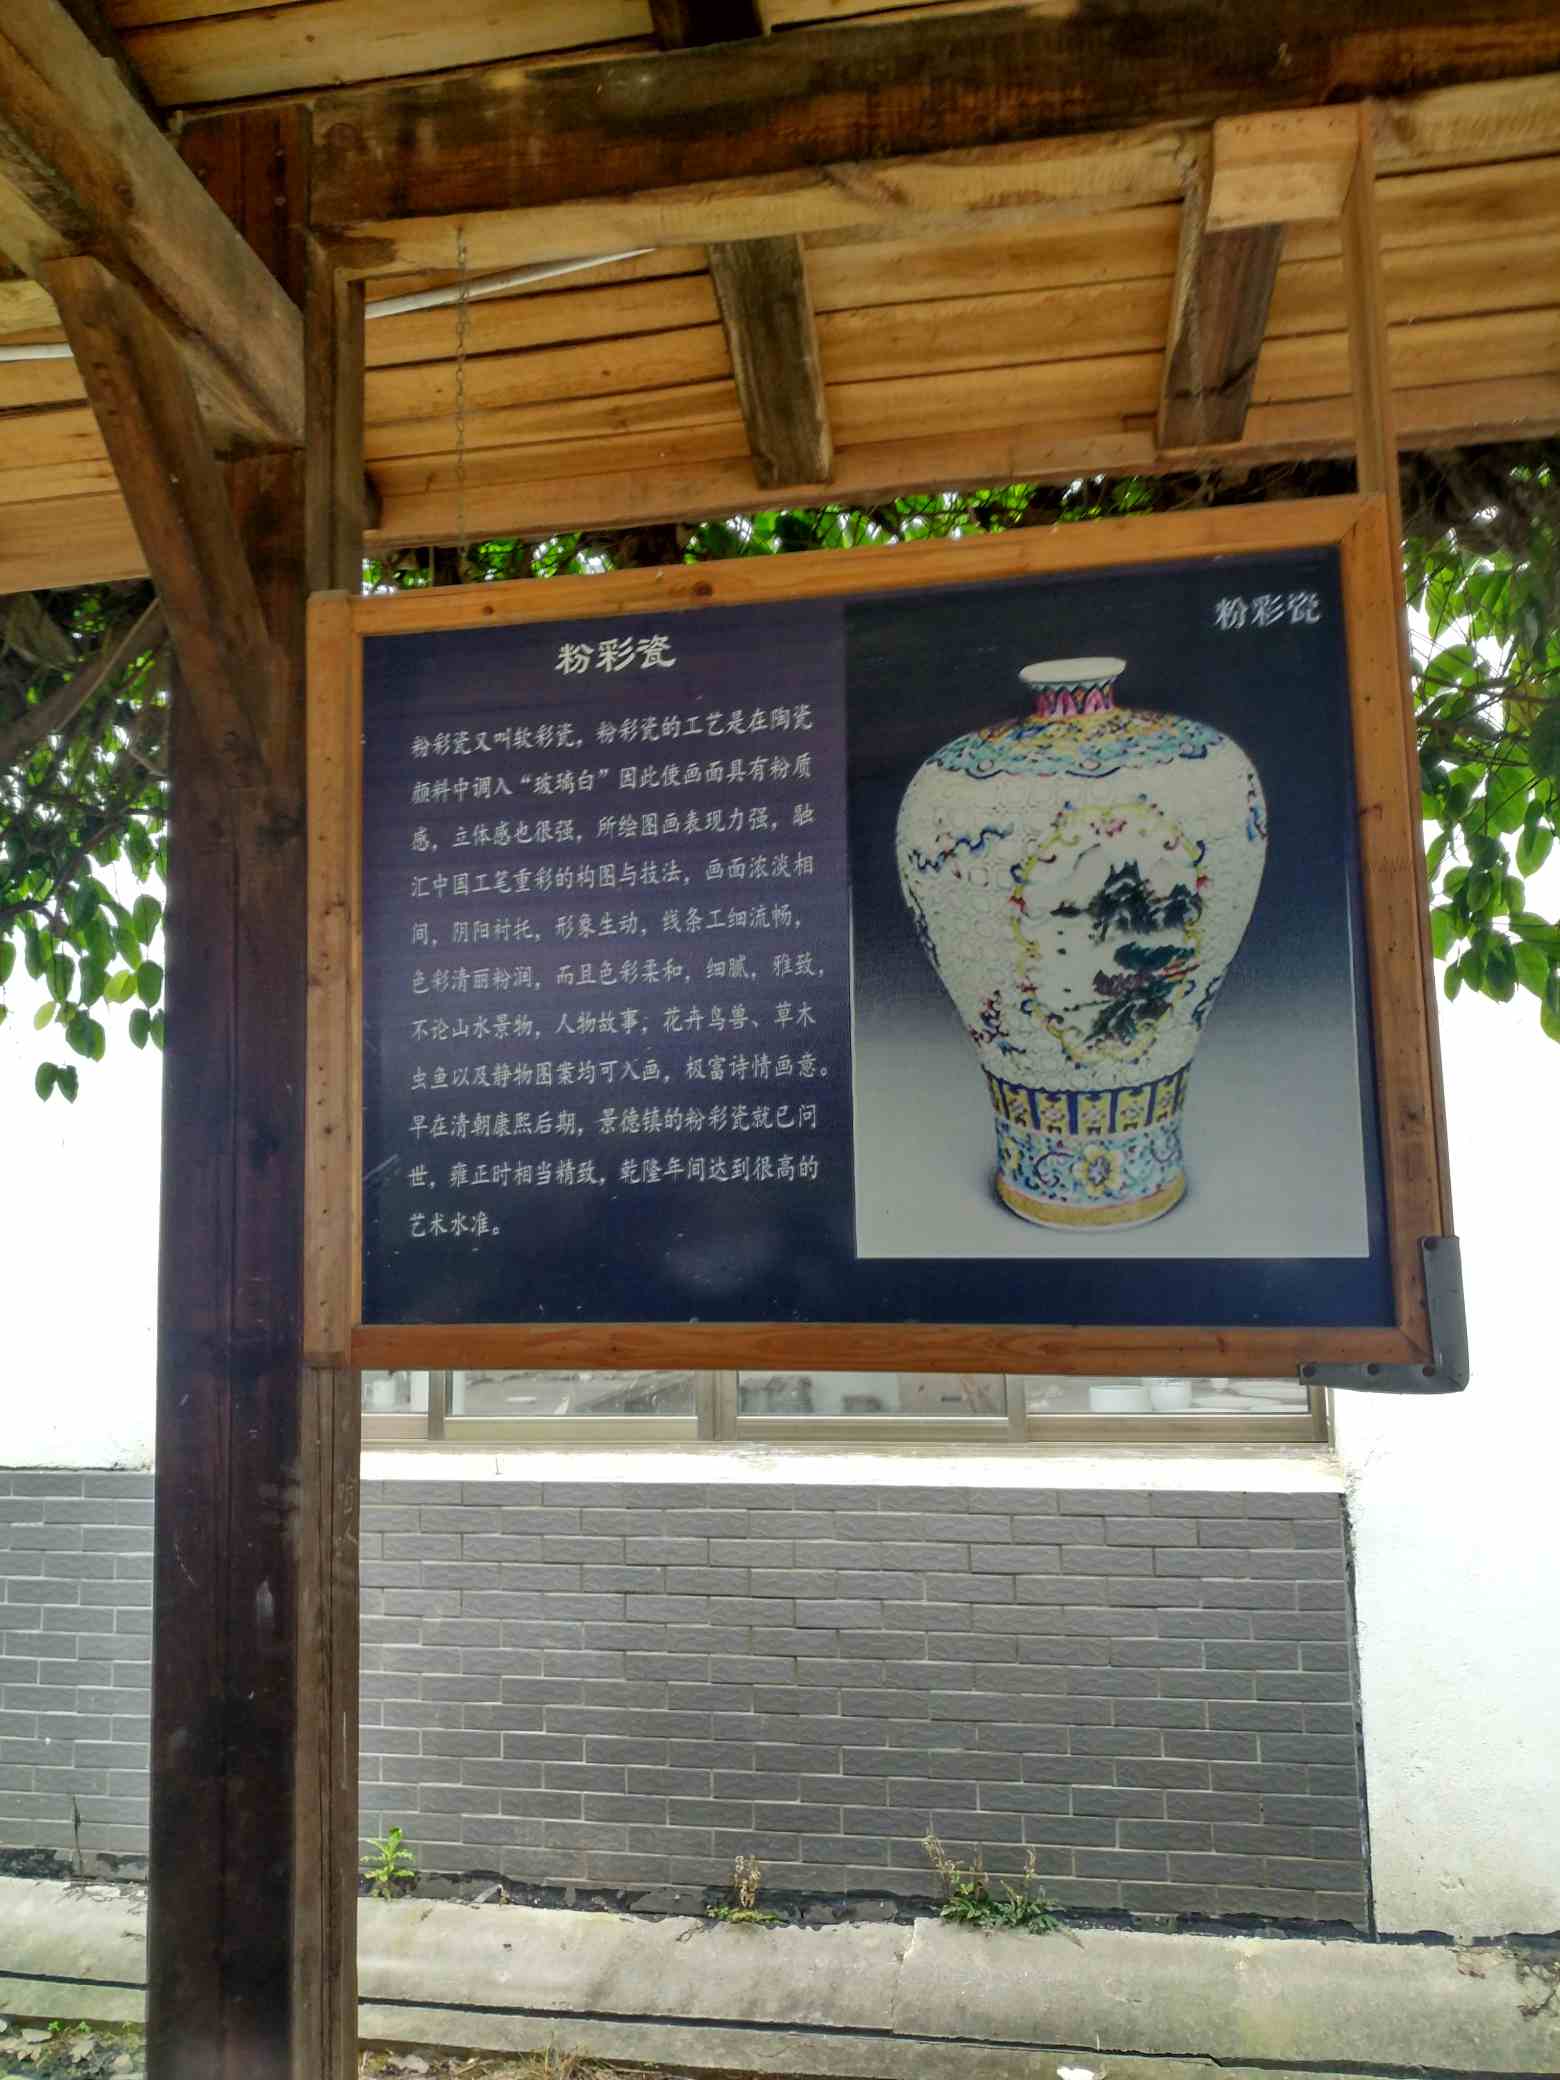 粉彩瓷
粉彩瓷又叫软彩瓷，粉彩瓷的工艺是在陶瓷
颜料中调入“玻璃白”因此使画面具有粉质
感，立体感也很强，所绘图画表现力强，融
汇中国工笔重彩的构图与技法，画面浓淡相
间，阴阳衬托，形象生动，线条工细流畅，
色彩清丽粉润，而且色彩柔和，细腻，雅致，
不论山水景物，人物故事；花卉鸟兽、草木
虫鱼以及静物图案均可入画，极富诗情画意。
早在清朝康熙后期，景德镇的粉彩瓷就已问
世，雍正时相当精致，乾隆年间达到很高的
艺术水准。
粉彩瓷